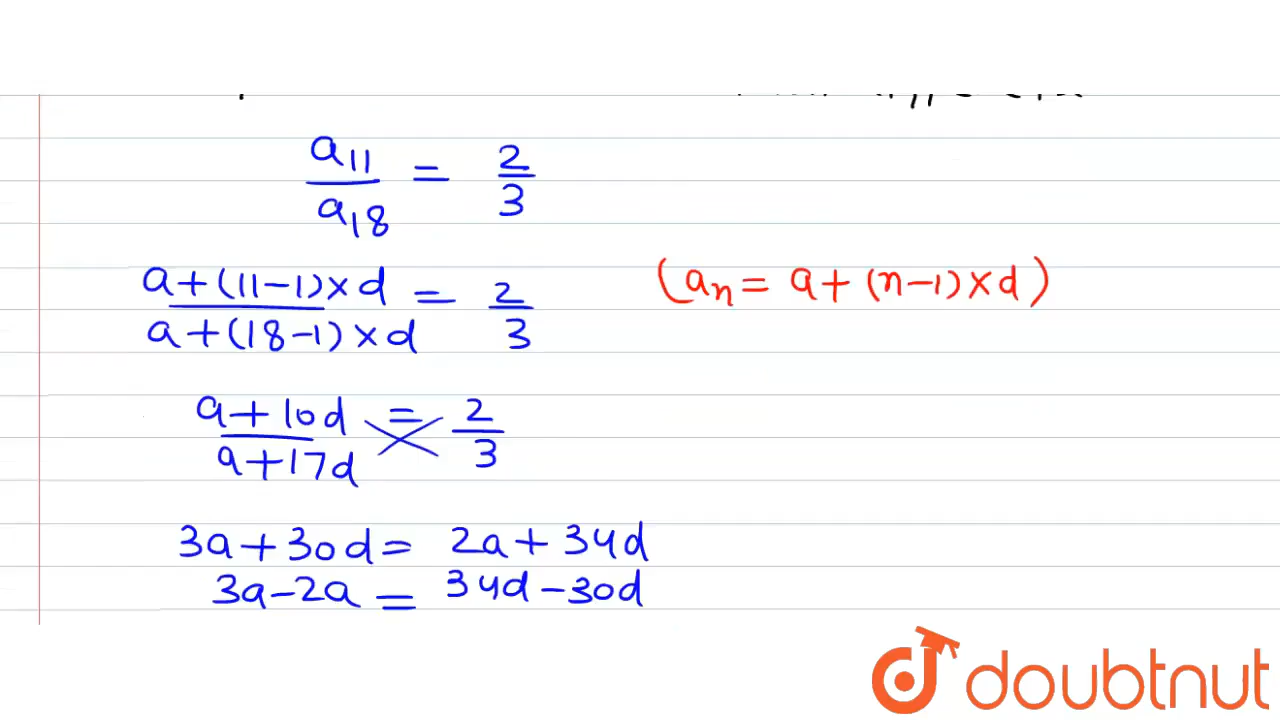 a11/a18 = 2/3
a+(11-1)×d / a+(18-1)×d = 2/3 (an = a+(n-1)×d)
a+10d / a+17d = 2/3
3a+30d = 2a+34d
3a-2a = 34d-30d
doubtnut